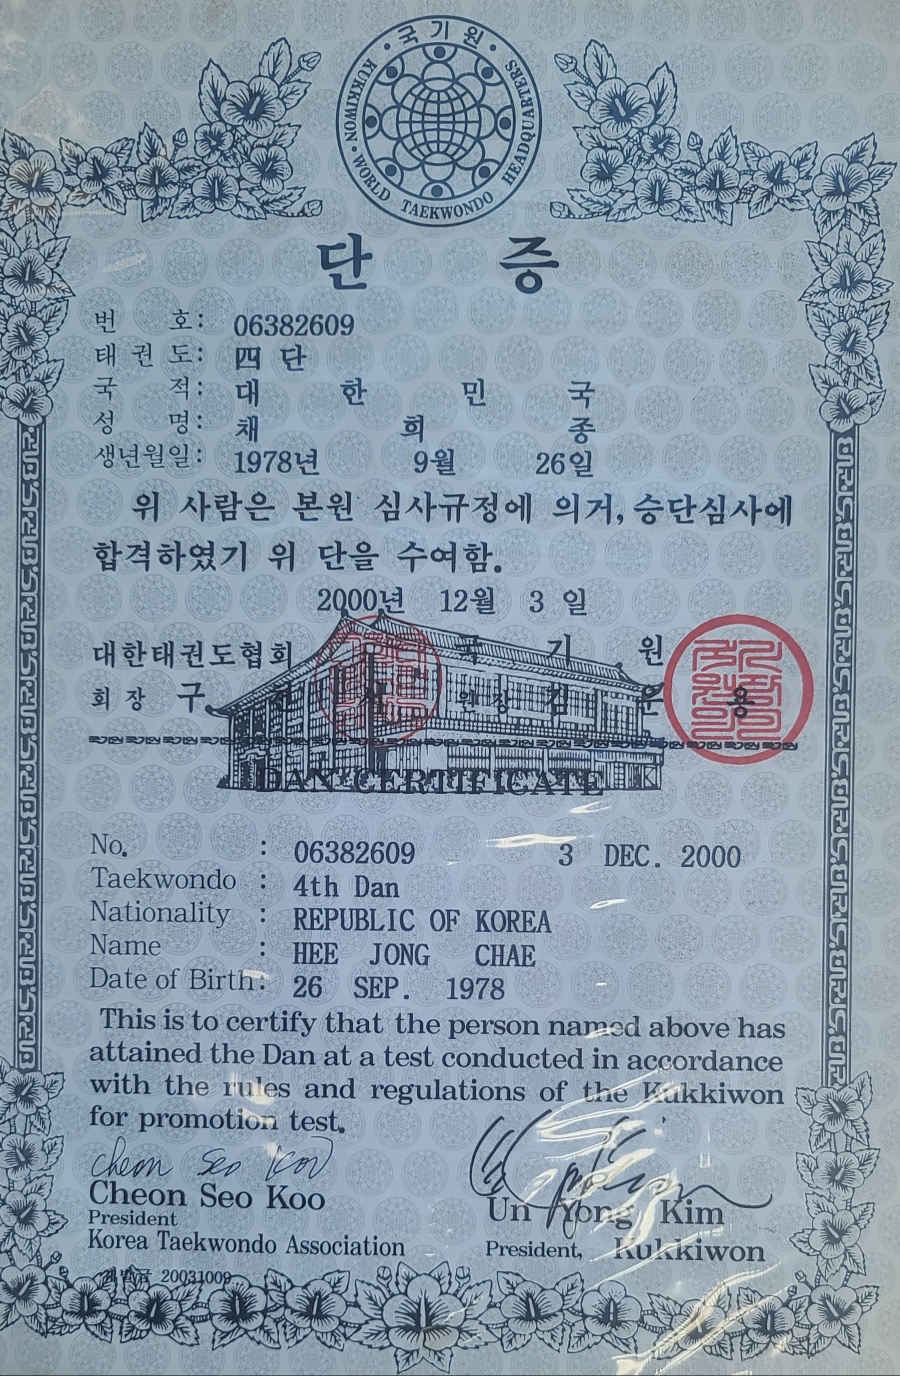 국기원
KUKKIWON · WORLD TAEKWONDO HEADQUARTERS
단 증
번 호: 06382609
태권도: 四 단
국 적: 대 한 민 국
성 명: 채 희 종
생년월일: 1978년 9월 26일
위 사람은 본원 심사규정에 의거, 승단심사에
합격하였기 위 단을 수여함.
2000년 12월 3일
대한태권도협회 국 기 원
회장 구 천 서 원장 김 운 용
DAN CERTIFICATE
No. : 06382609 3 DEC. 2000
Taekwondo : 4th Dan
Nationality : REPUBLIC OF KOREA
Name : HEE JONG CHAE
Date of Birth: 26 SEP. 1978
This is to certify that the person named above has
attained the Dan at a test conducted in accordance
with the rules and regulations of the Kukkiwon
for promotion test.
Cheon Seo Koo
Cheon Seo Koo Un Yong Kim
President
Korea Taekwondo Association President, Kukkiwon
20031009